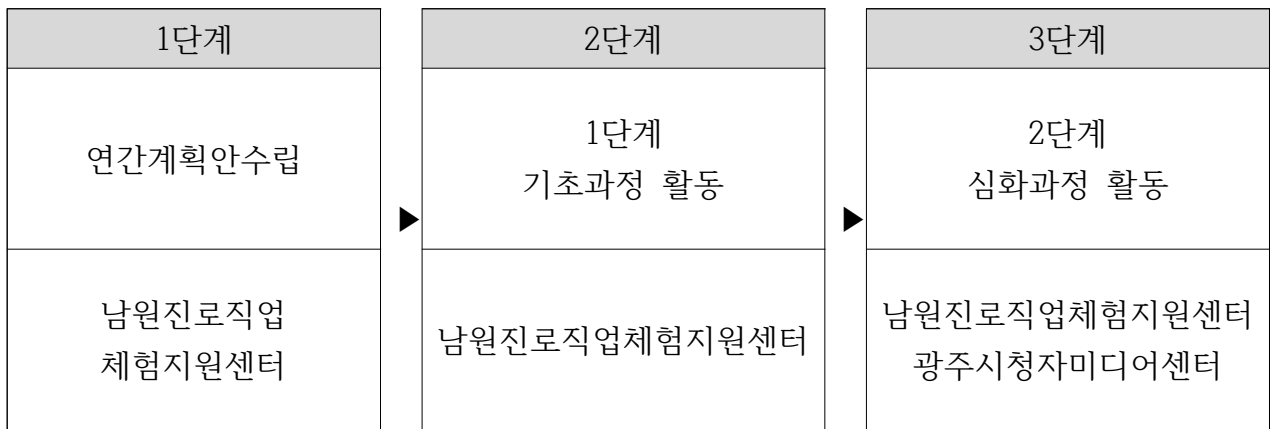 1단계
연간계획안수립
남원진로직업
체험지원센터
▶
2단계
1단계
기초과정 활동
남원진로직업체험지원센터
▶
3단계
2단계
심화과정 활동
남원진로직업체험지원센터
광주시청자미디어센터